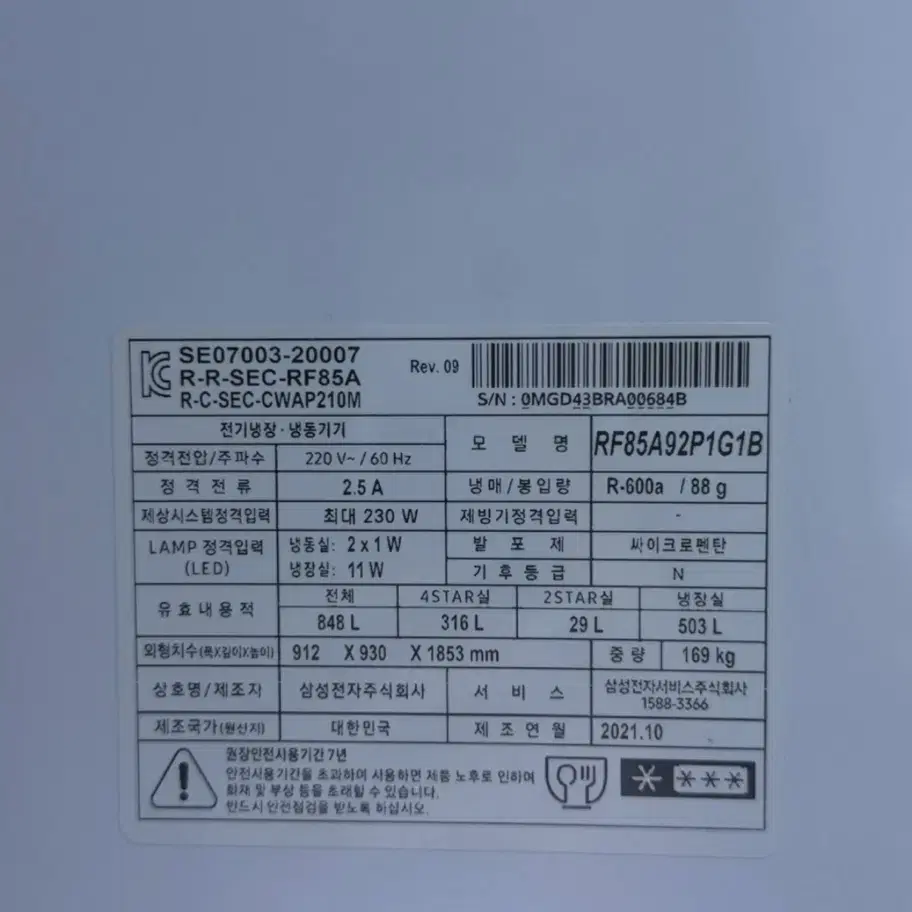 SE07003-20007
R-R-SEC-RF85A
R-C-SEC-CWAP210M
Rev. 09
S/N : 0MGD43BRA00684B
전기냉장·냉동기기
모 델 명
RF85A92P1G1B
정격전압/주파수
220 V~ / 60 Hz
정 격 전 류
2.5 A
냉매/봉입량
R-600a / 88 g
제상시스템정격입력
최대 230 W
제빙기정격입력
-
LAMP 정격입력
(LED)
냉동실: 2 x 1 W
냉장실: 11 W
발 포 제
싸이크로펜탄
기 후 등 급
N
유 효 내 용 적
전체
4STAR실
2STAR실
냉장실
848 L
316 L
29 L
503 L
외형치수(폭X길이X높이)
912 X 930 X 1853 mm
중 량
169 kg
상호명/제조자
삼성전자주식회사
서 비 스
삼성전자서비스주식회사
1588-3366
제조국가(원산지)
대한민국
제 조 연 월
2021.10
권장안전사용기간 7년
안전사용기간을 초과하여 사용하면 제품 노후로 인하여
화재 및 부상 등을 초래할 수 있습니다.
반드시 안전점검을 받도록 하십시오.